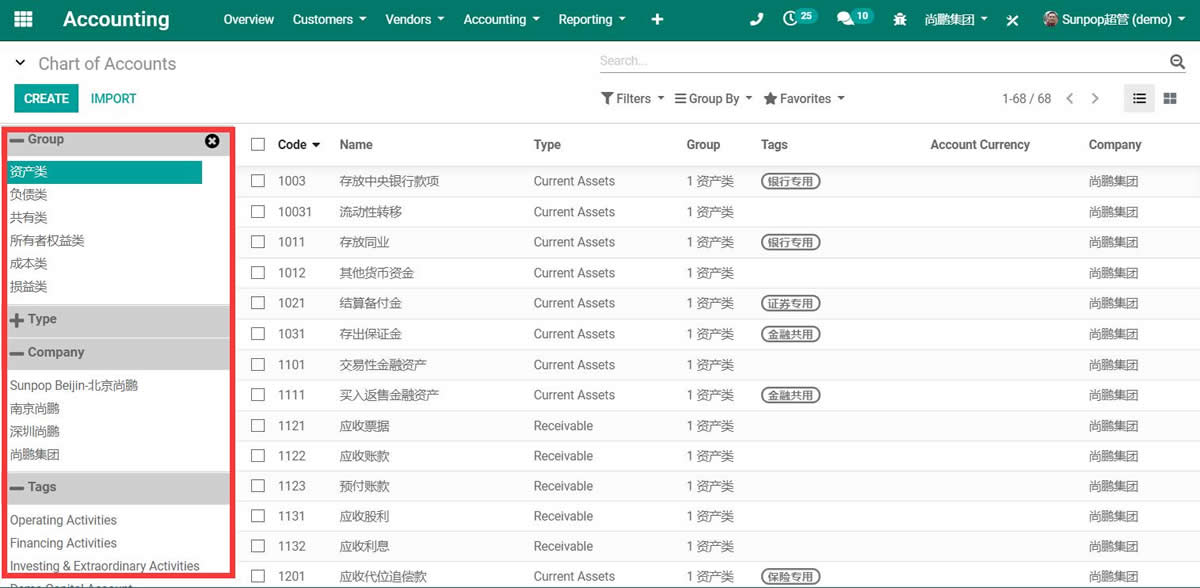 Accounting Overview Customers Vendors Accounting Reporting 25 10 尚鹏集团 Sunpop超管 (demo)
Chart of Accounts Search...
CREATE IMPORT Filters Group By Favorites 1-68 / 68
Group
资产类
负债类
共有类
所有者权益类
成本类
损益类
Type
Company
Sunpop Beijin-北京尚鹏
南京尚鹏
深圳尚鹏
尚鹏集团
Tags
Operating Activities
Financing Activities
Investing & Extraordinary Activities
Code Name Type Group Tags Account Currency Company
1003 存放中央银行款项 Current Assets 1 资产类 银行专用 尚鹏集团
10031 流动性转移 Current Assets 1 资产类 尚鹏集团
1011 存放同业 Current Assets 1 资产类 银行专用 尚鹏集团
1012 其他货币资金 Current Assets 1 资产类 尚鹏集团
1021 结算备付金 Current Assets 1 资产类 证券专用 尚鹏集团
1031 存出保证金 Current Assets 1 资产类 金融共用 尚鹏集团
1101 交易性金融资产 Current Assets 1 资产类 尚鹏集团
1111 买入返售金融资产 Current Assets 1 资产类 金融共用 尚鹏集团
1121 应收票据 Receivable 1 资产类 尚鹏集团
1122 应收账款 Receivable 1 资产类 尚鹏集团
1123 预付账款 Receivable 1 资产类 尚鹏集团
1131 应收股利 Receivable 1 资产类 尚鹏集团
1132 应收利息 Receivable 1 资产类 尚鹏集团
1201 应收代位追偿款 Current Assets 1 资产类 保险专用 尚鹏集团